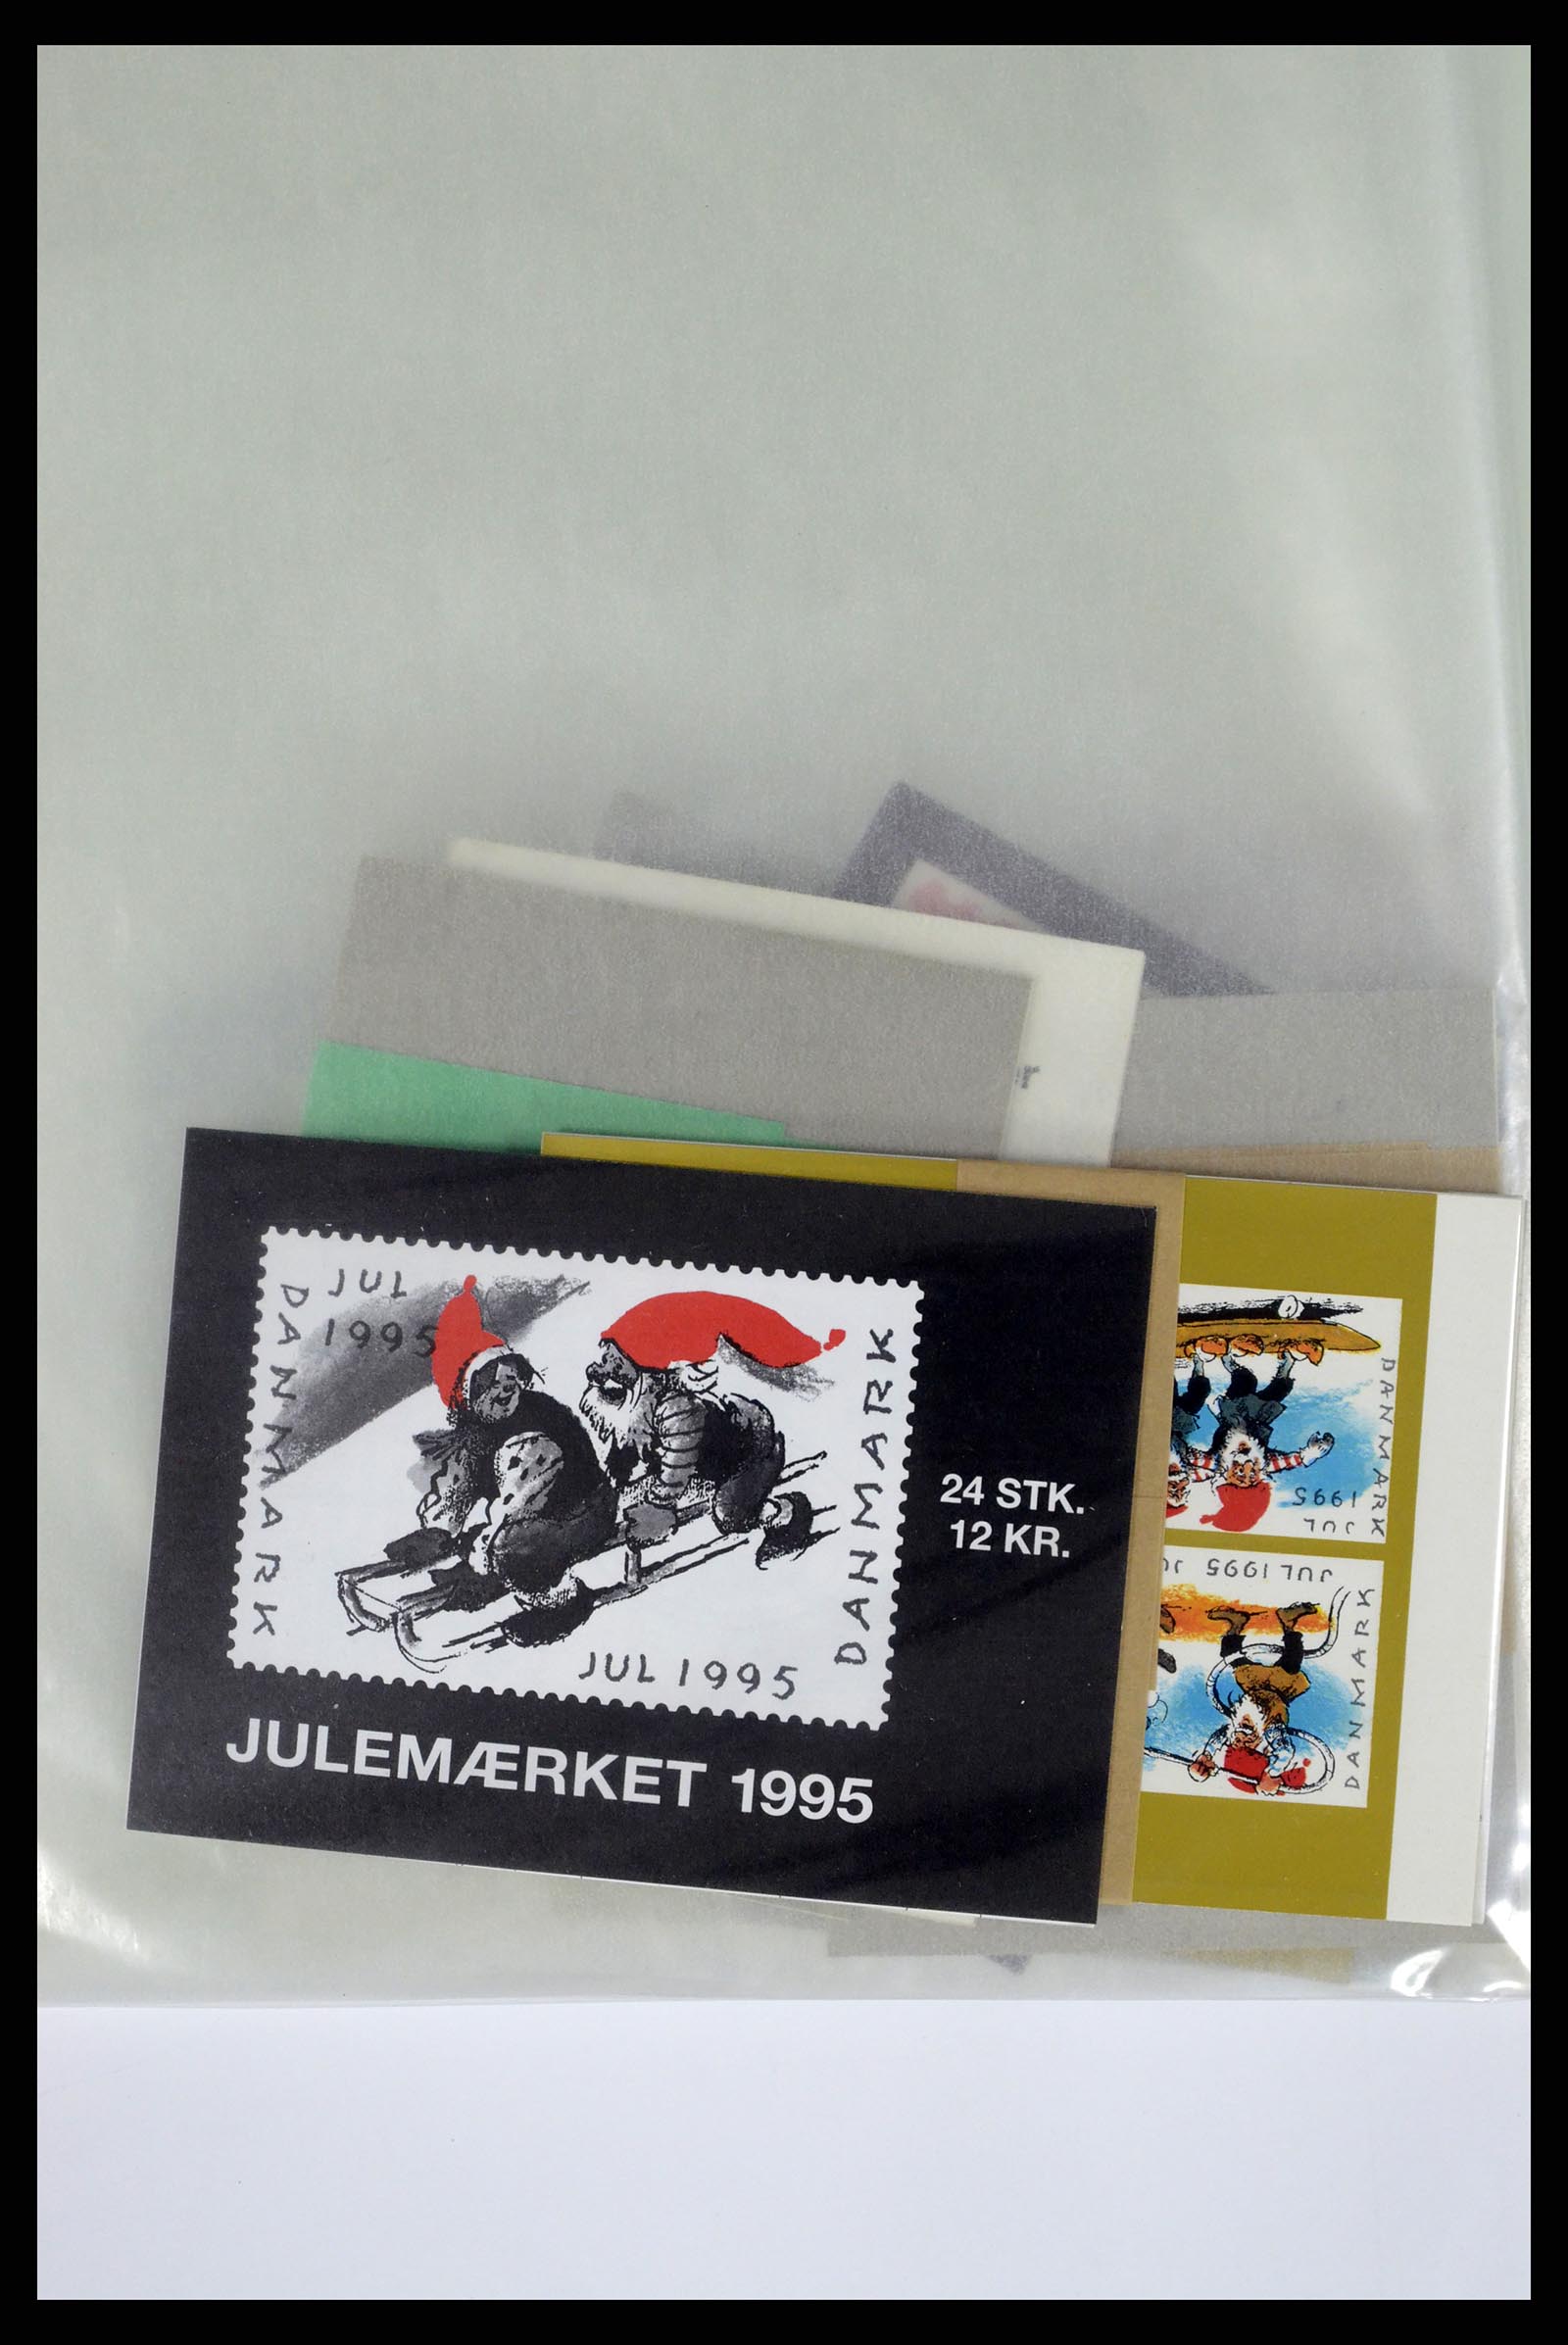 JUL
1995
DANMARK
DANMARK
JUL 1995
24 STK.
12 KR.
JULEMÆRKET 1995
DANMARK
JUL
1995
JUL 1995
DANMARK